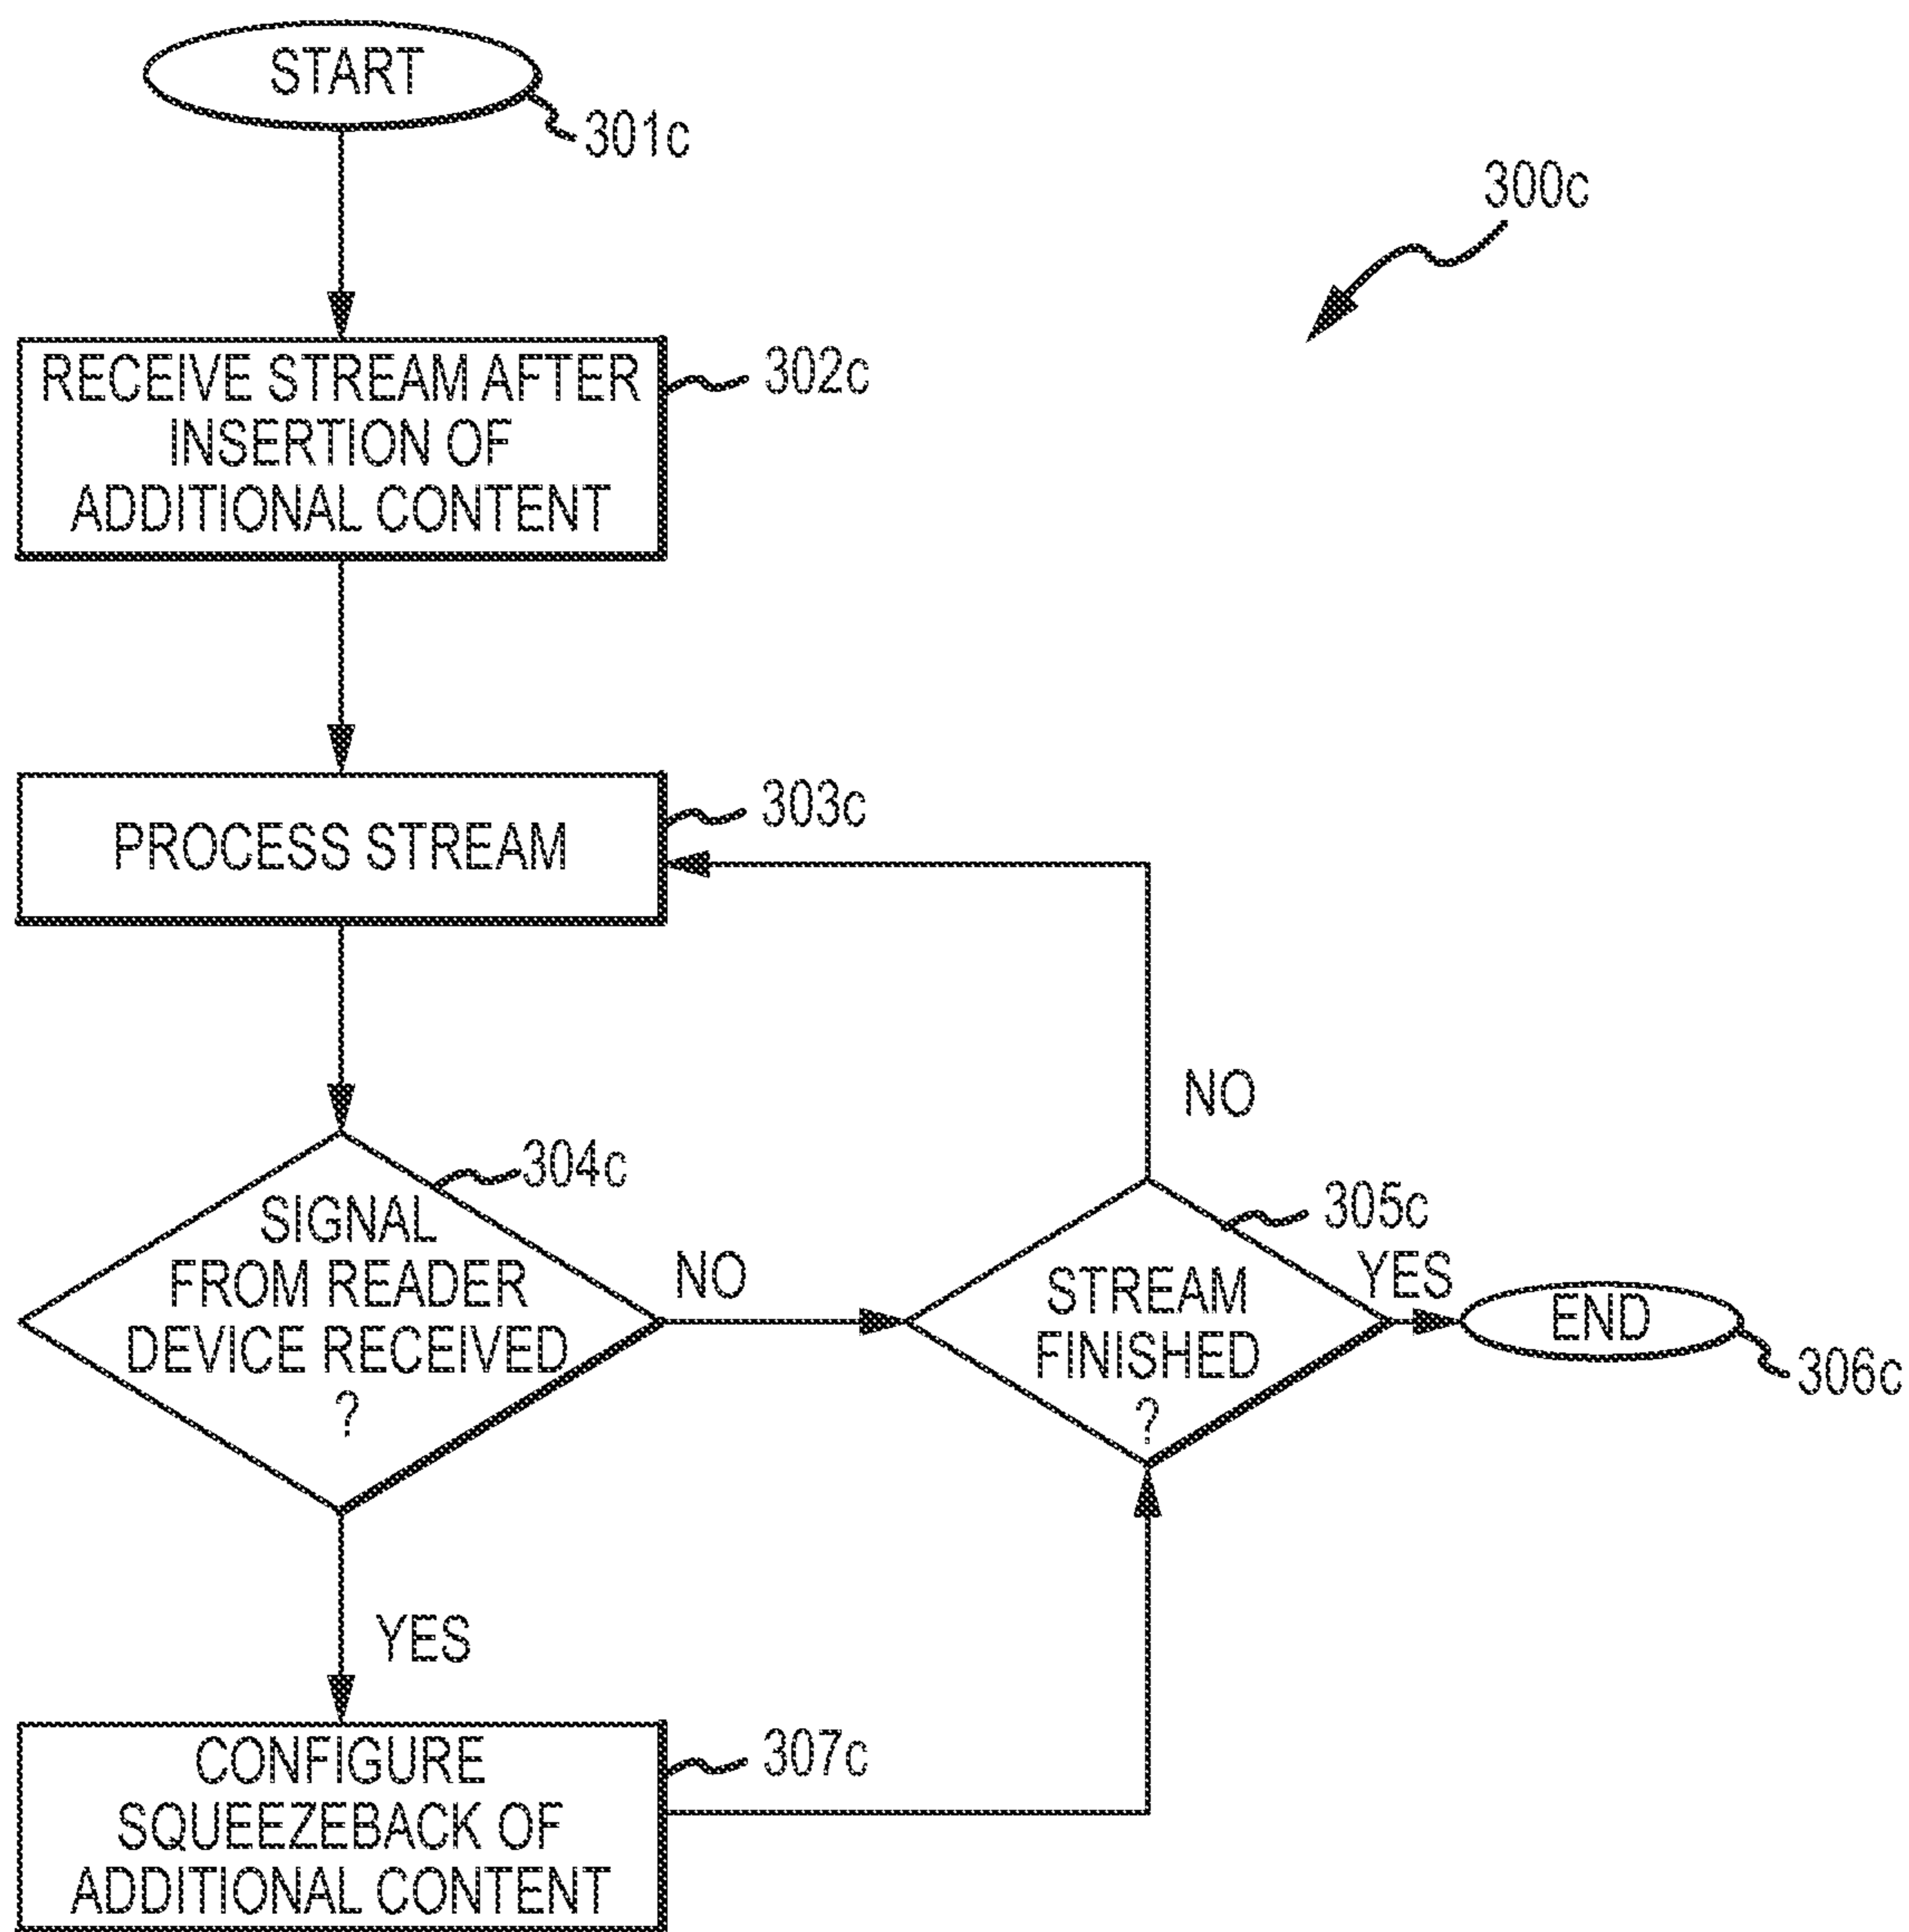 START
301c
300c
RECEIVE STREAM AFTER
INSERTION OF
ADDITIONAL CONTENT
302c
PROCESS STREAM
303c
SIGNAL
FROM READER
DEVICE RECEIVED
?
304c
NO
STREAM
FINISHED
?
305c
NO
YES
END
306c
YES
CONFIGURE
SQUEEZEBACK OF
ADDITIONAL CONTENT
307c